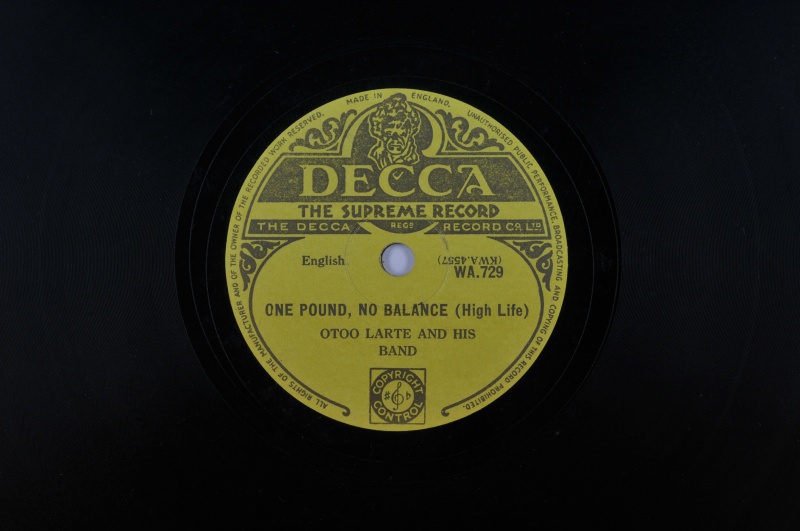 ALL RIGHTS OF THE MANUFACTURER AND OF THE OWNER OF THE RECORDED WORK RESERVED. MADE IN ENGLAND. UNAUTHORISED PUBLIC PERFORMANCE, BROADCASTING AND COPYING OF THIS RECORD PROHIBITED.
DECCA
THE SUPREME RECORD
THE DECCA REGD RECORD CO. LTD
English (KWA.4557)
WA.729
ONE POUND, NO BALANCE (High Life)
OTOO LARTE AND HIS
BAND
COPYRIGHT
CONTROL